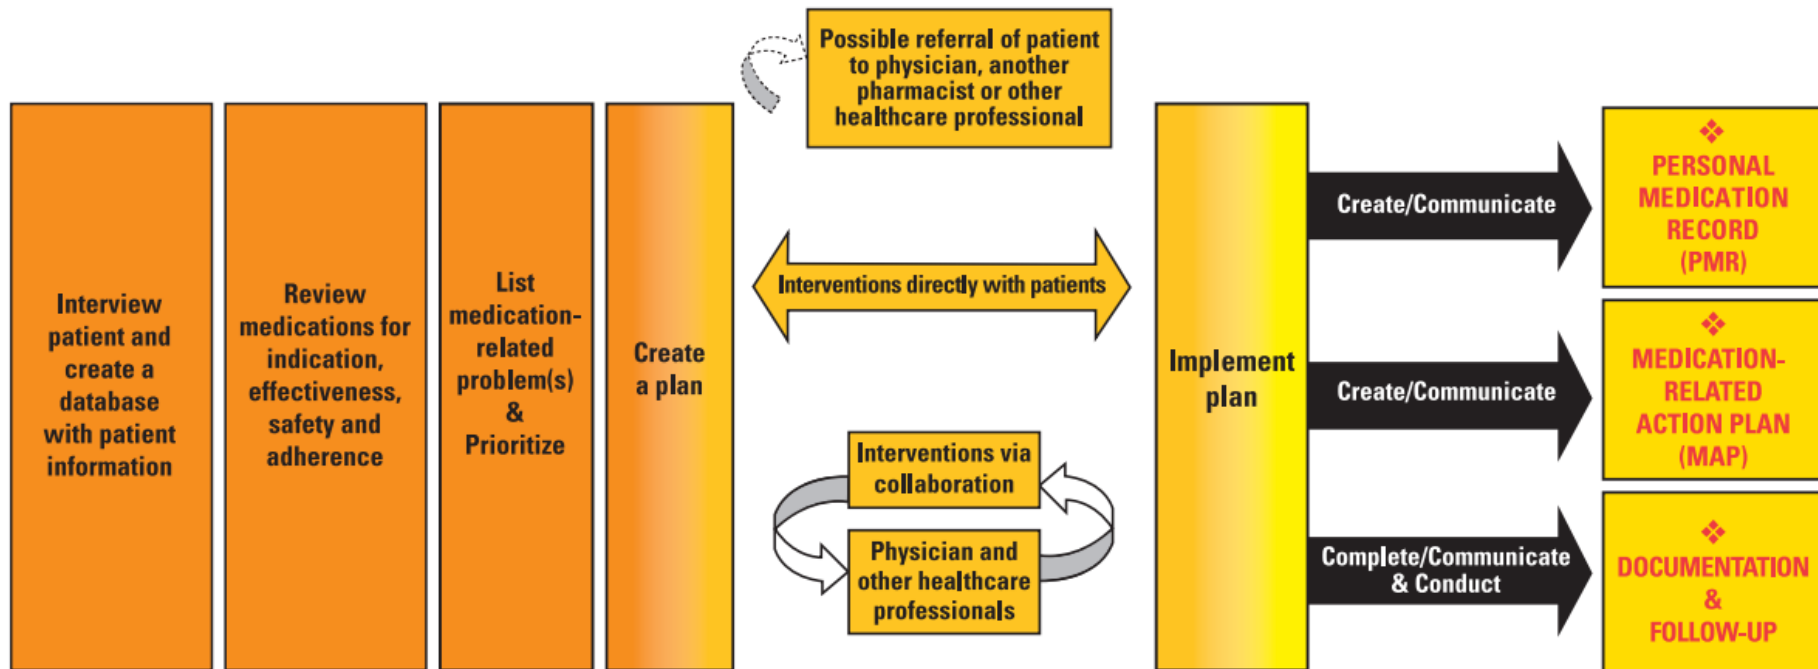 Interview
patient and
create a
database
with patient
information
Review
medications for
indication,
effectiveness,
safety and
adherence
List
medication-
related
problem(s)
&
Prioritize
Create
a plan
Possible referral of patient
to physician, another
pharmacist or other
healthcare professional
Interventions directly with patients
Interventions via
collaboration
Physician and
other healthcare
professionals
Implement
plan
Create/Communicate
❖
PERSONAL
MEDICATION
RECORD
(PMR)
Create/Communicate
❖
MEDICATION-
RELATED
ACTION PLAN
(MAP)
Complete/Communicate
& Conduct
❖
DOCUMENTATION
&
FOLLOW-UP